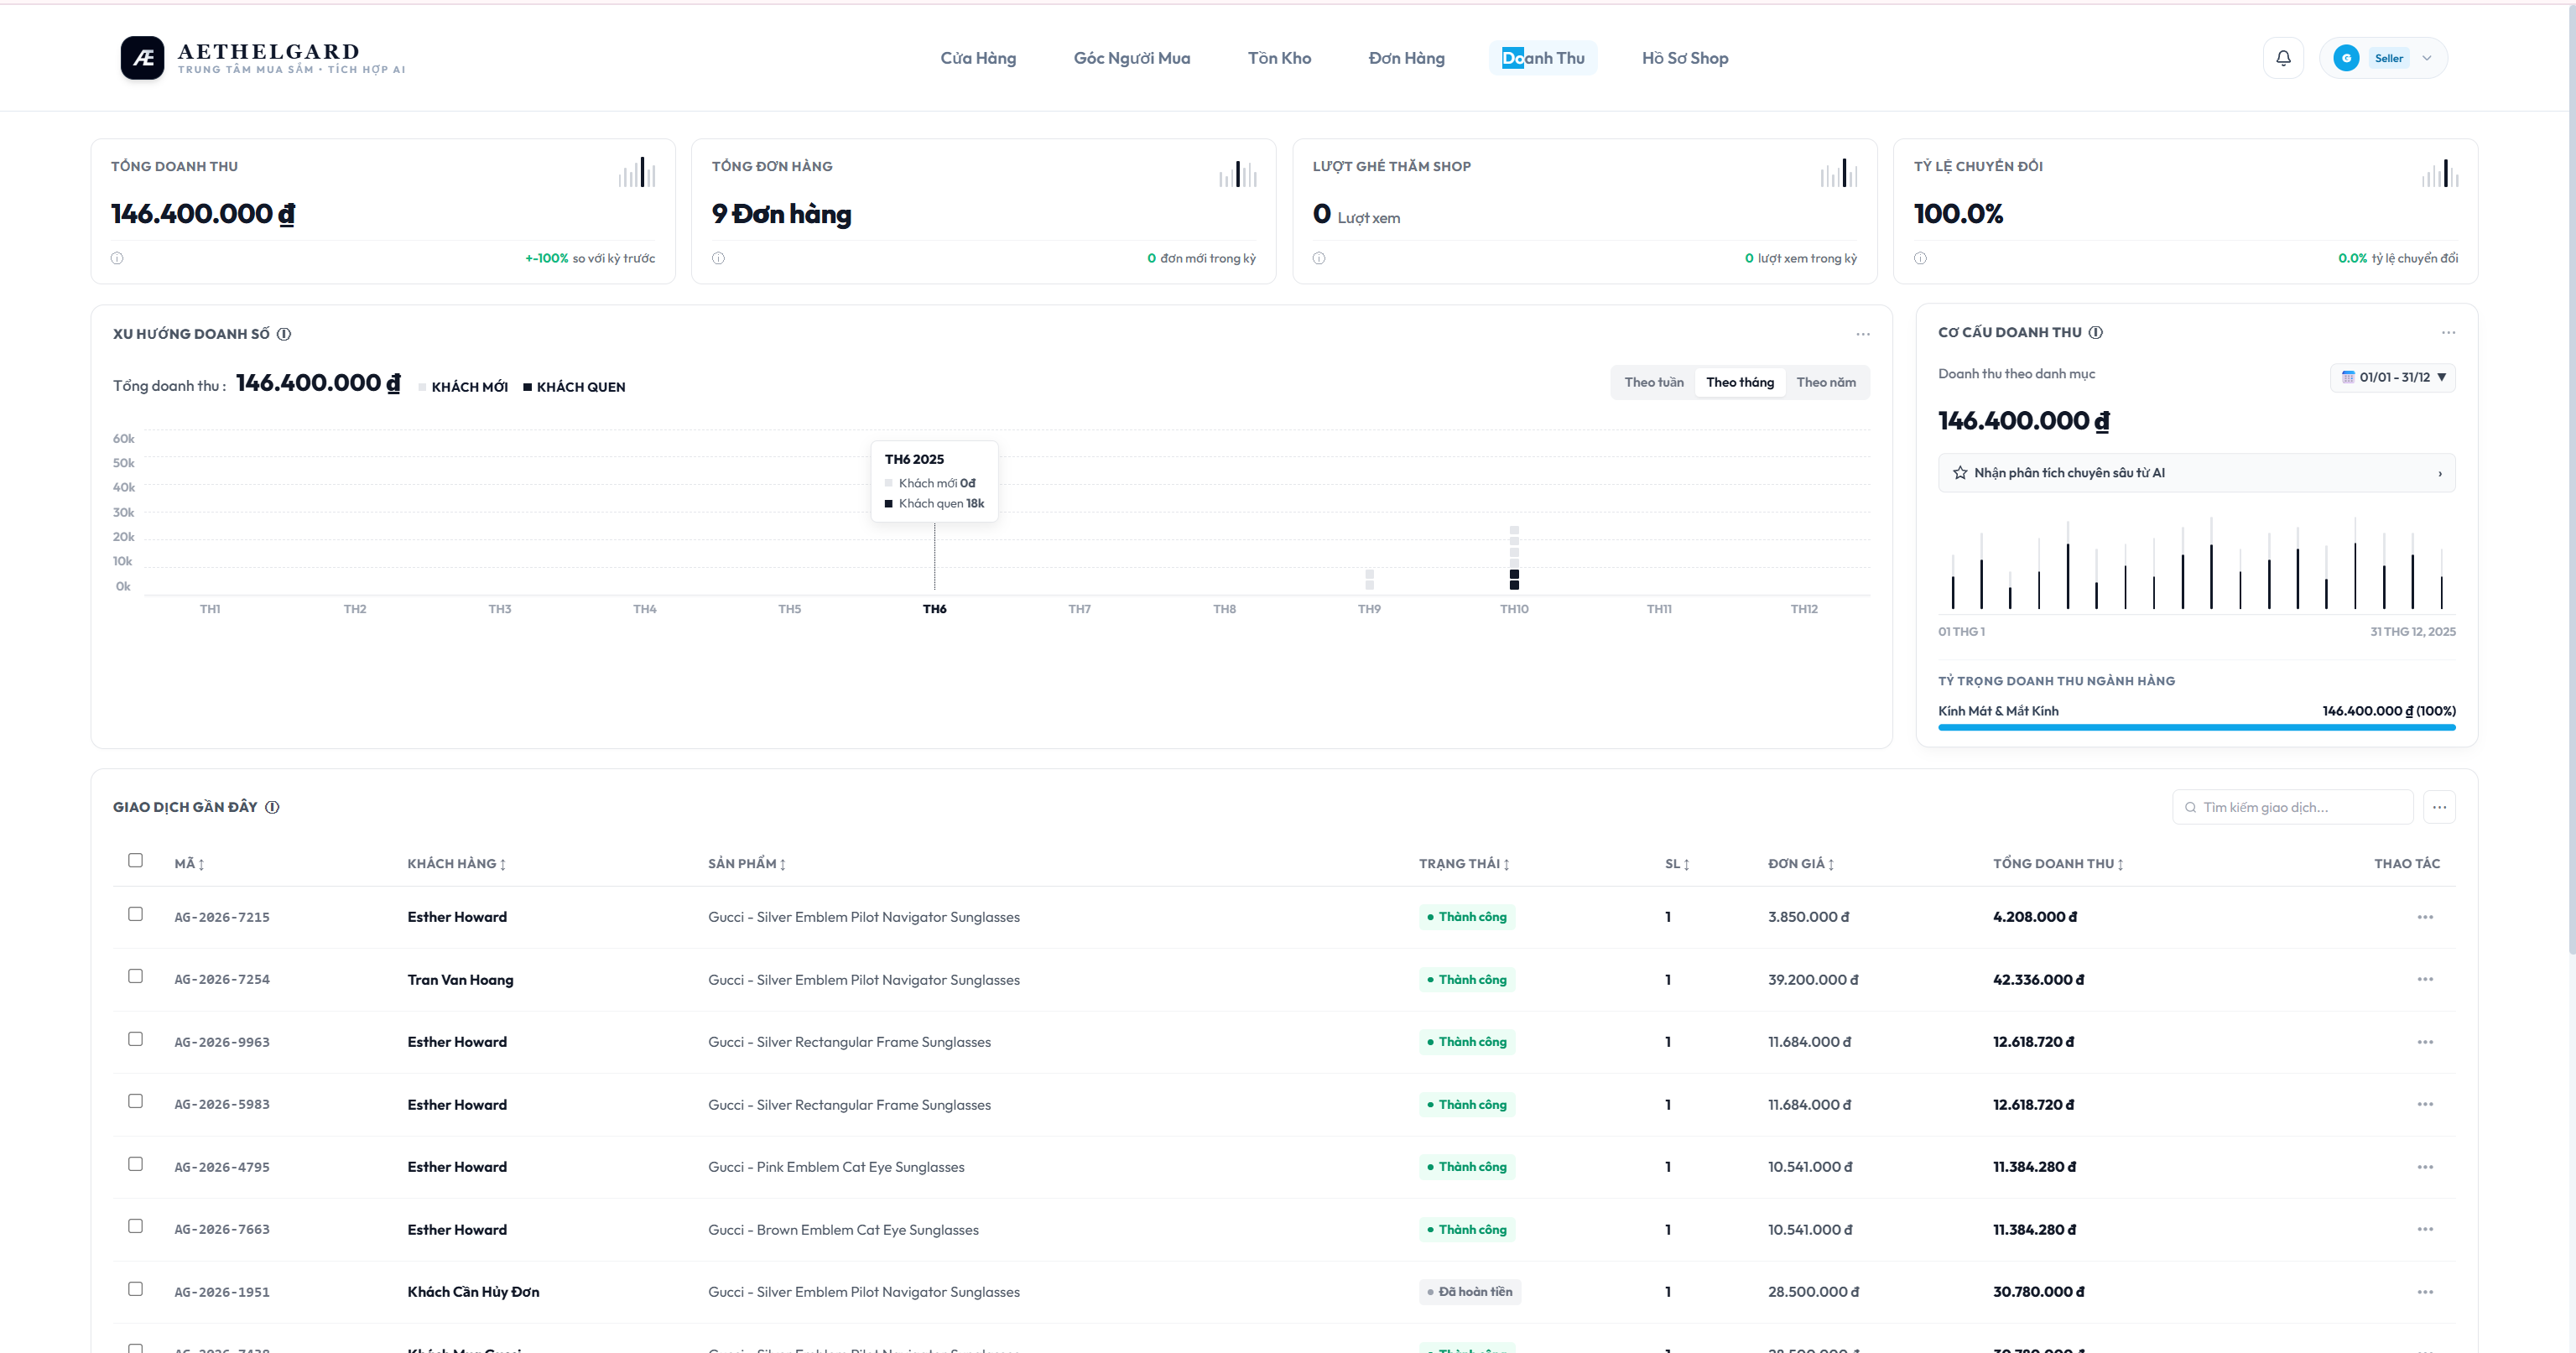 Æ AETHELGARD
TRUNG TÂM MUA SẮM • TÍCH HỢP AI
Cửa Hàng Góc Người Mua Tồn Kho Đơn Hàng Doanh Thu Hồ Sơ Shop
G Seller
TỔNG DOANH THU
146.400.000 ₫
+-100% so với kỳ trước
TỔNG ĐƠN HÀNG
9 Đơn hàng
0 đơn mới trong kỳ
LƯỢT GHÉ THĂM SHOP
0 Lượt xem
0 lượt xem trong kỳ
TỶ LỆ CHUYỂN ĐỔI
100.0%
0.0% tỷ lệ chuyển đổi
XU HƯỚNG DOANH SỐ
...
Tổng doanh thu : 146.400.000 ₫ KHÁCH MỚI KHÁCH QUEN
Theo tuần Theo tháng Theo năm
60k
50k
40k
30k
20k
10k
0k
TH6 2025
Khách mới 0đ
Khách quen 18k
TH1 TH2 TH3 TH4 TH5 TH6 TH7 TH8 TH9 TH10 TH11 TH12
CƠ CẤU DOANH THU
...
Doanh thu theo danh mục
01/01 - 31/12 ▼
146.400.000 ₫
Nhận phân tích chuyên sâu từ AI ›
01 THG 1 31 THG 12, 2025
TỶ TRỌNG DOANH THU NGÀNH HÀNG
Kính Mát & Mắt Kính 146.400.000 ₫ (100%)
GIAO DỊCH GẦN ĐÂY
Tìm kiếm giao dịch... ...
MÃ KHÁCH HÀNG SẢN PHẨM TRẠNG THÁI SL ĐƠN GIÁ TỔNG DOANH THU THAO TÁC
AG-2026-7215 Esther Howard Gucci - Silver Emblem Pilot Navigator Sunglasses Thành công 1 3.850.000 đ 4.208.000 đ •••
AG-2026-7254 Tran Van Hoang Gucci - Silver Emblem Pilot Navigator Sunglasses Thành công 1 39.200.000 đ 42.336.000 đ •••
AG-2026-9963 Esther Howard Gucci - Silver Rectangular Frame Sunglasses Thành công 1 11.684.000 đ 12.618.720 đ •••
AG-2026-5983 Esther Howard Gucci - Silver Rectangular Frame Sunglasses Thành công 1 11.684.000 đ 12.618.720 đ •••
AG-2026-4795 Esther Howard Gucci - Pink Emblem Cat Eye Sunglasses Thành công 1 10.541.000 đ 11.384.280 đ •••
AG-2026-7663 Esther Howard Gucci - Brown Emblem Cat Eye Sunglasses Thành công 1 10.541.000 đ 11.384.280 đ •••
AG-2026-1951 Khách Cần Hủy Đơn Gucci - Silver Emblem Pilot Navigator Sunglasses Đã hoàn tiền 1 28.500.000 đ 30.780.000 đ •••